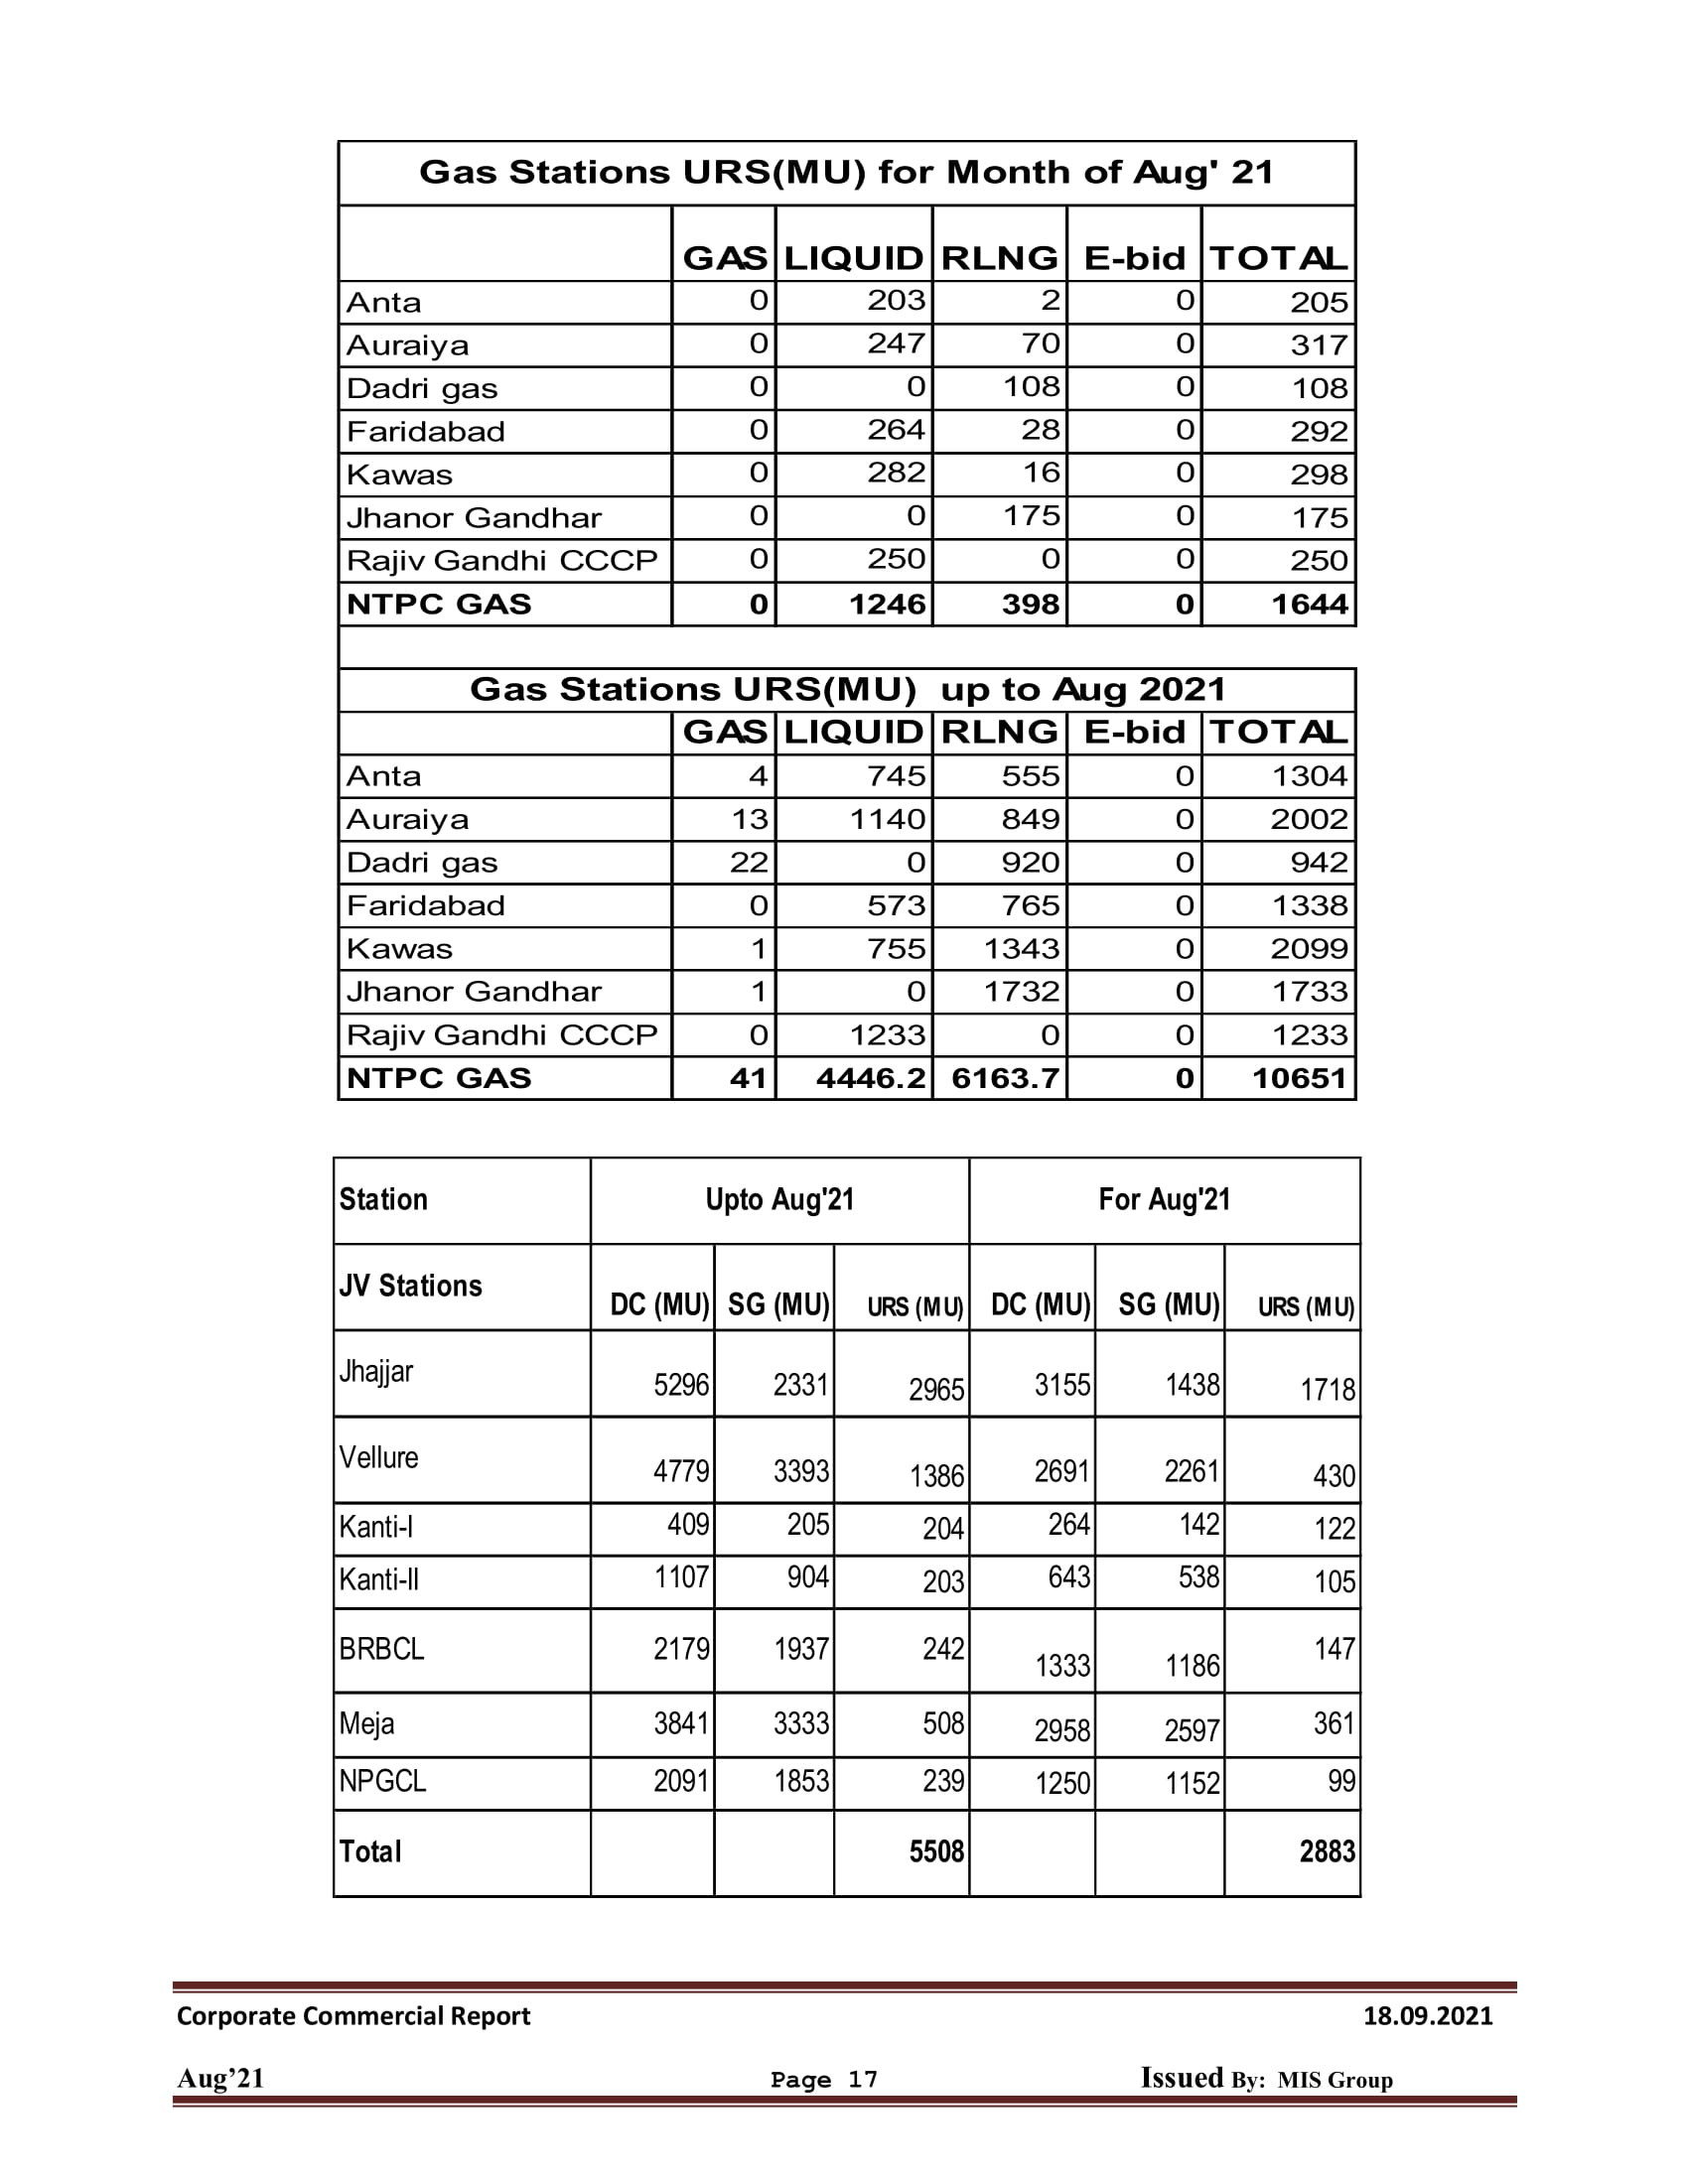 Gas Stations URS(MU) for Month of Aug' 21
GAS LIQUID RLNG E-bid TOTAL
Anta 0 203 2 0 205
Auraiya 0 247 70 0 317
Dadri gas 0 0 108 0 108
Faridabad 0 264 28 0 292
Kawas 0 282 16 0 298
Jhanor Gandhar 0 0 175 0 175
Rajiv Gandhi CCCP 0 250 0 0 250
NTPC GAS 0 1246 398 0 1644
Gas Stations URS(MU) up to Aug 2021
GAS LIQUID RLNG E-bid TOTAL
Anta 4 745 555 0 1304
Auraiya 13 1140 849 0 2002
Dadri gas 22 0 920 0 942
Faridabad 0 573 765 0 1338
Kawas 1 755 1343 0 2099
Jhanor Gandhar 1 0 1732 0 1733
Rajiv Gandhi CCCP 0 1233 0 0 1233
NTPC GAS 41 4446.2 6163.7 0 10651
Station Upto Aug'21 For Aug'21
JV Stations DC (MU) SG (MU) URS (MU) DC (MU) SG (MU) URS (MU)
Jhajjar 5296 2331 2965 3155 1438 1718
Vellure 4779 3393 1386 2691 2261 430
Kanti-I 409 205 204 264 142 122
Kanti-II 1107 904 203 643 538 105
BRBCL 2179 1937 242 1333 1186 147
Meja 3841 3333 508 2958 2597 361
NPGCL 2091 1853 239 1250 1152 99
Total 5508 2883
Corporate Commercial Report 18.09.2021
Aug’21 Page 17 Issued By: MIS Group